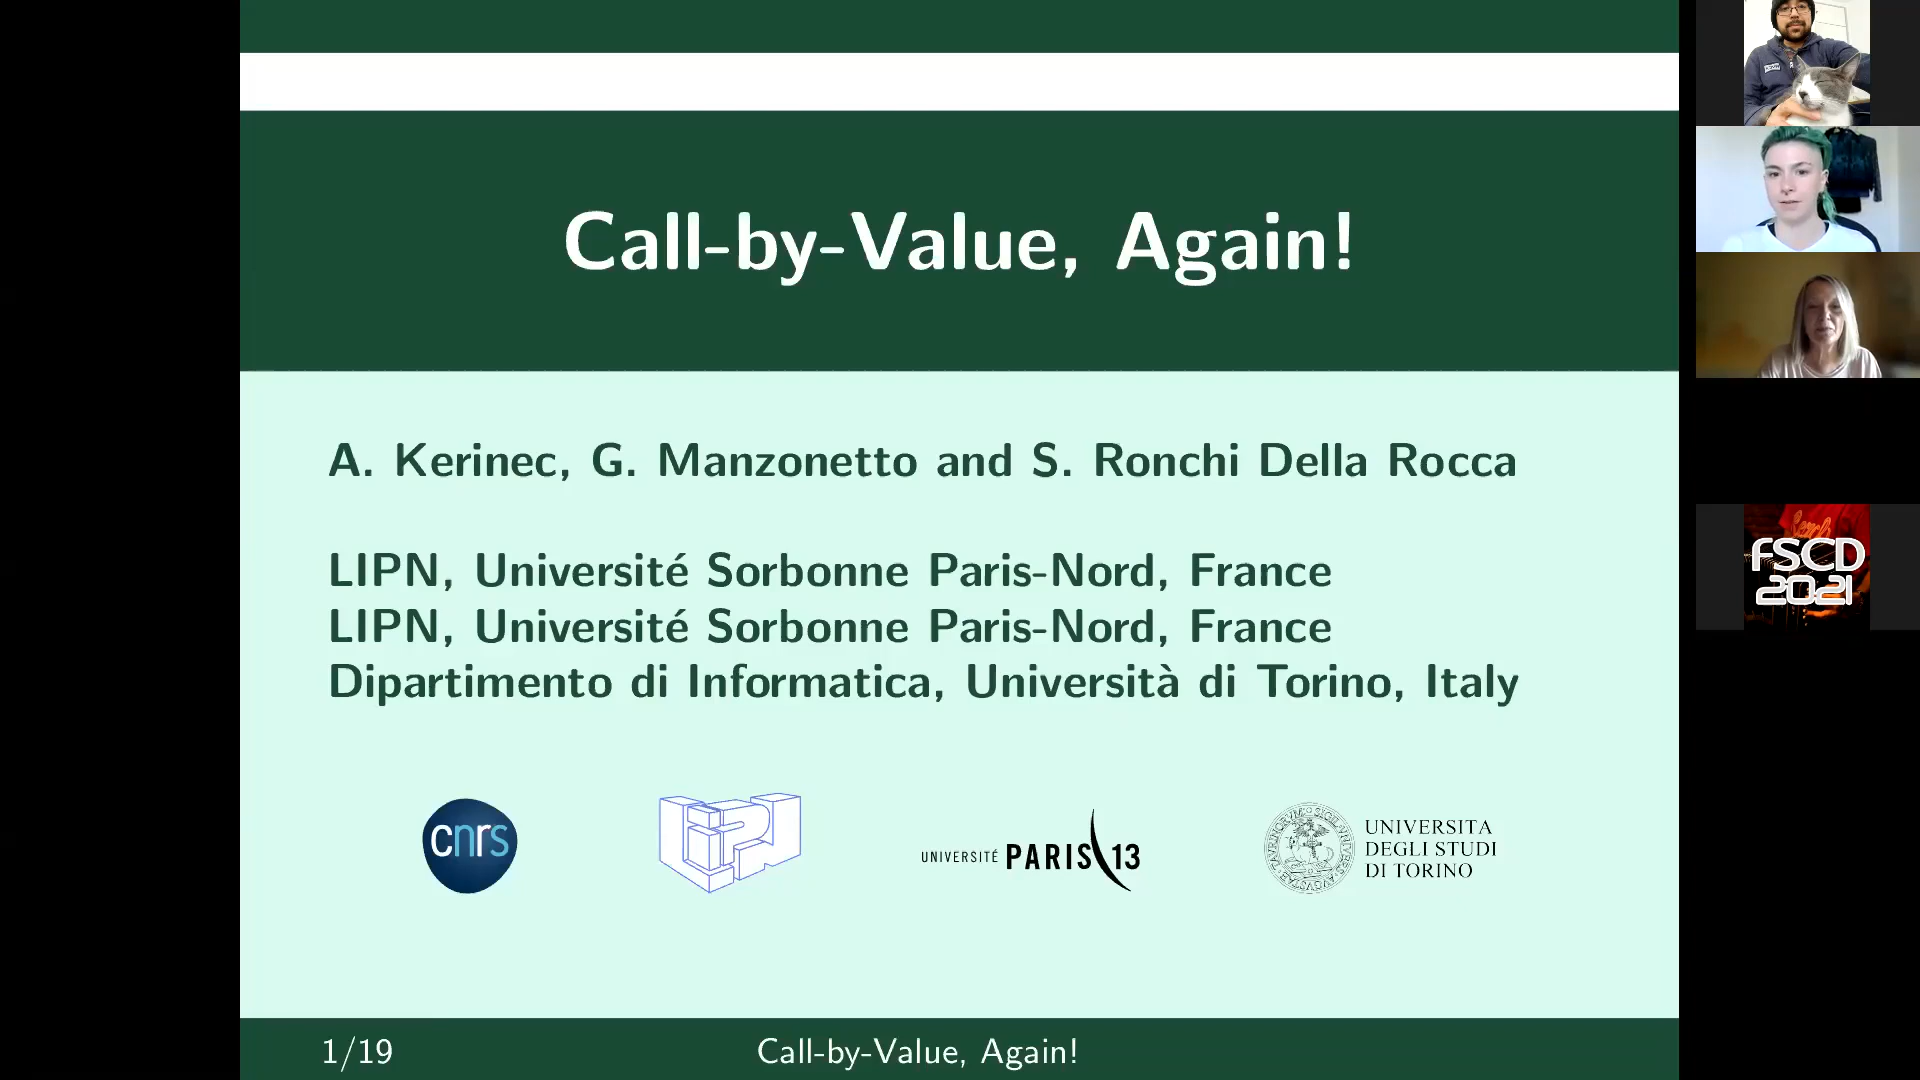 Call-by-Value, Again!
A. Kerinec, G. Manzonetto and S. Ronchi Della Rocca
LIPN, Université Sorbonne Paris-Nord, France
LIPN, Université Sorbonne Paris-Nord, France
Dipartimento di Informatica, Università di Torino, Italy
cnrs
LIPN
UNIVERSITÉ PARIS 13
UNIVERSITA
DEGLI STUDI
DI TORINO
1/19
Call-by-Value, Again!
FSCD
2021